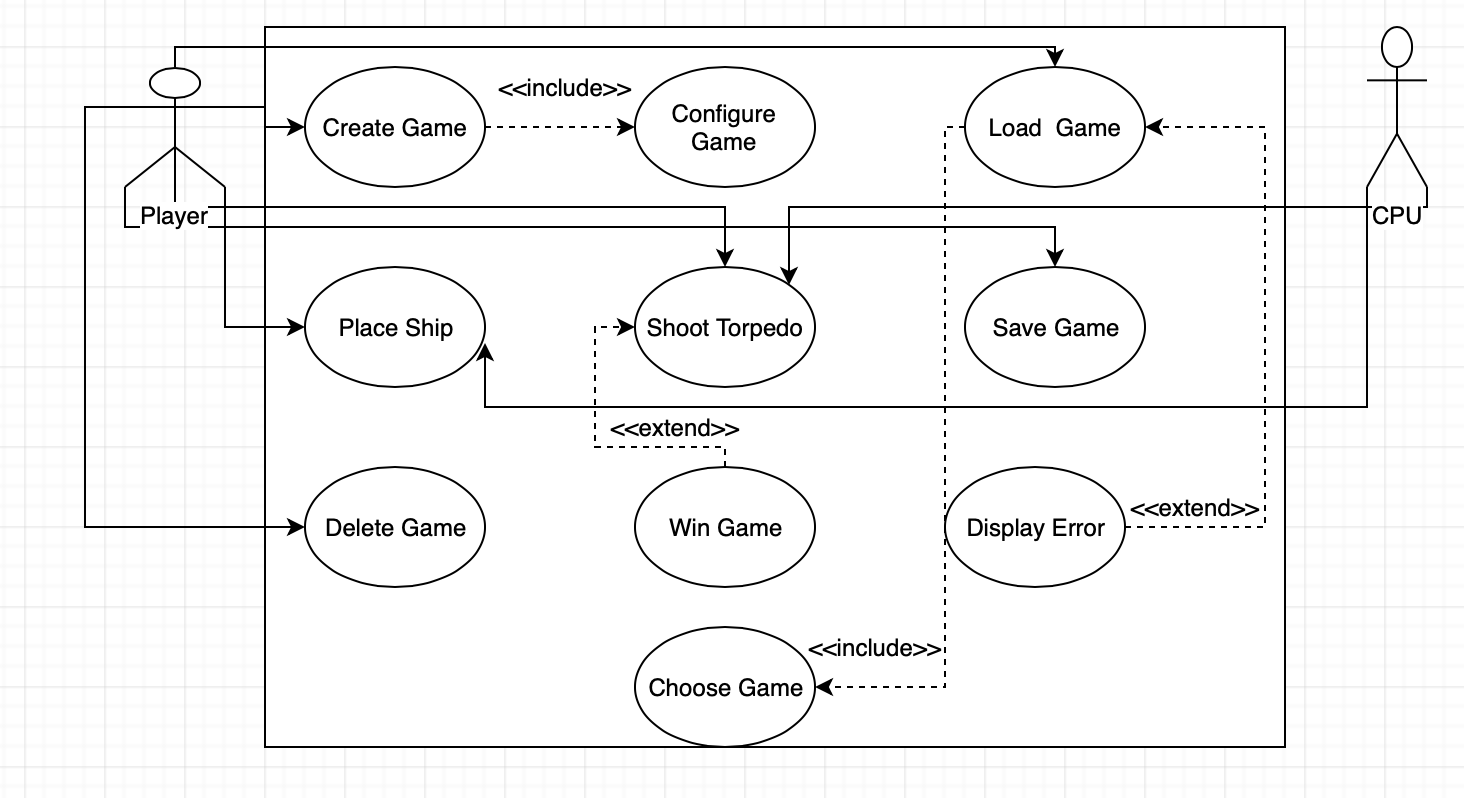 <<include>>
Create Game
Configure
Game
Load  Game
Player
CPU
Place Ship
Shoot Torpedo
Save Game
<<extend>>
Delete Game
Win Game
Display Error
<<extend>>
<<include>>
Choose Game